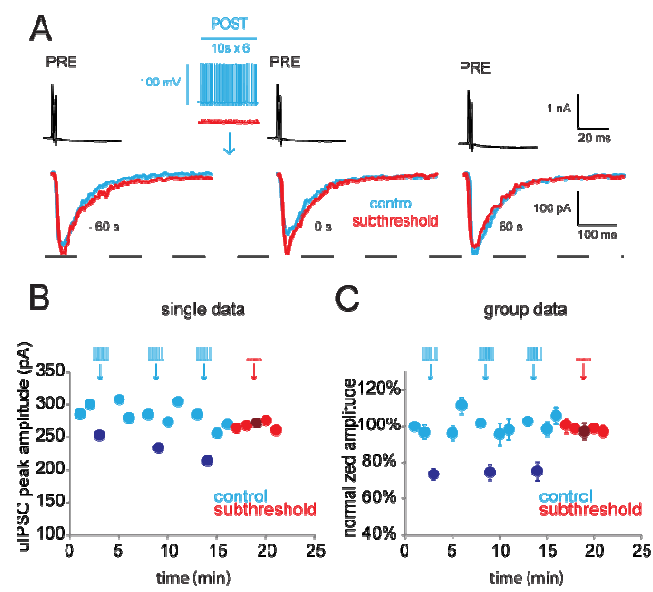 A
POST
10s x 6
PRE
PRE
PRE
100 mV
1 nA
20 ms
- 60 s
0 s
control
subthreshold
60 s
100 pA
100 ms
B
single data
C
group data
uIPSC peak amplitude (pA)
350
300
250
200
150
100
0
5
10
15
20
25
time (min)
control
subthreshold
normalized amplitude
120%
100%
80%
60%
40%
0
5
10
15
20
25
time (min)
control
subthreshold